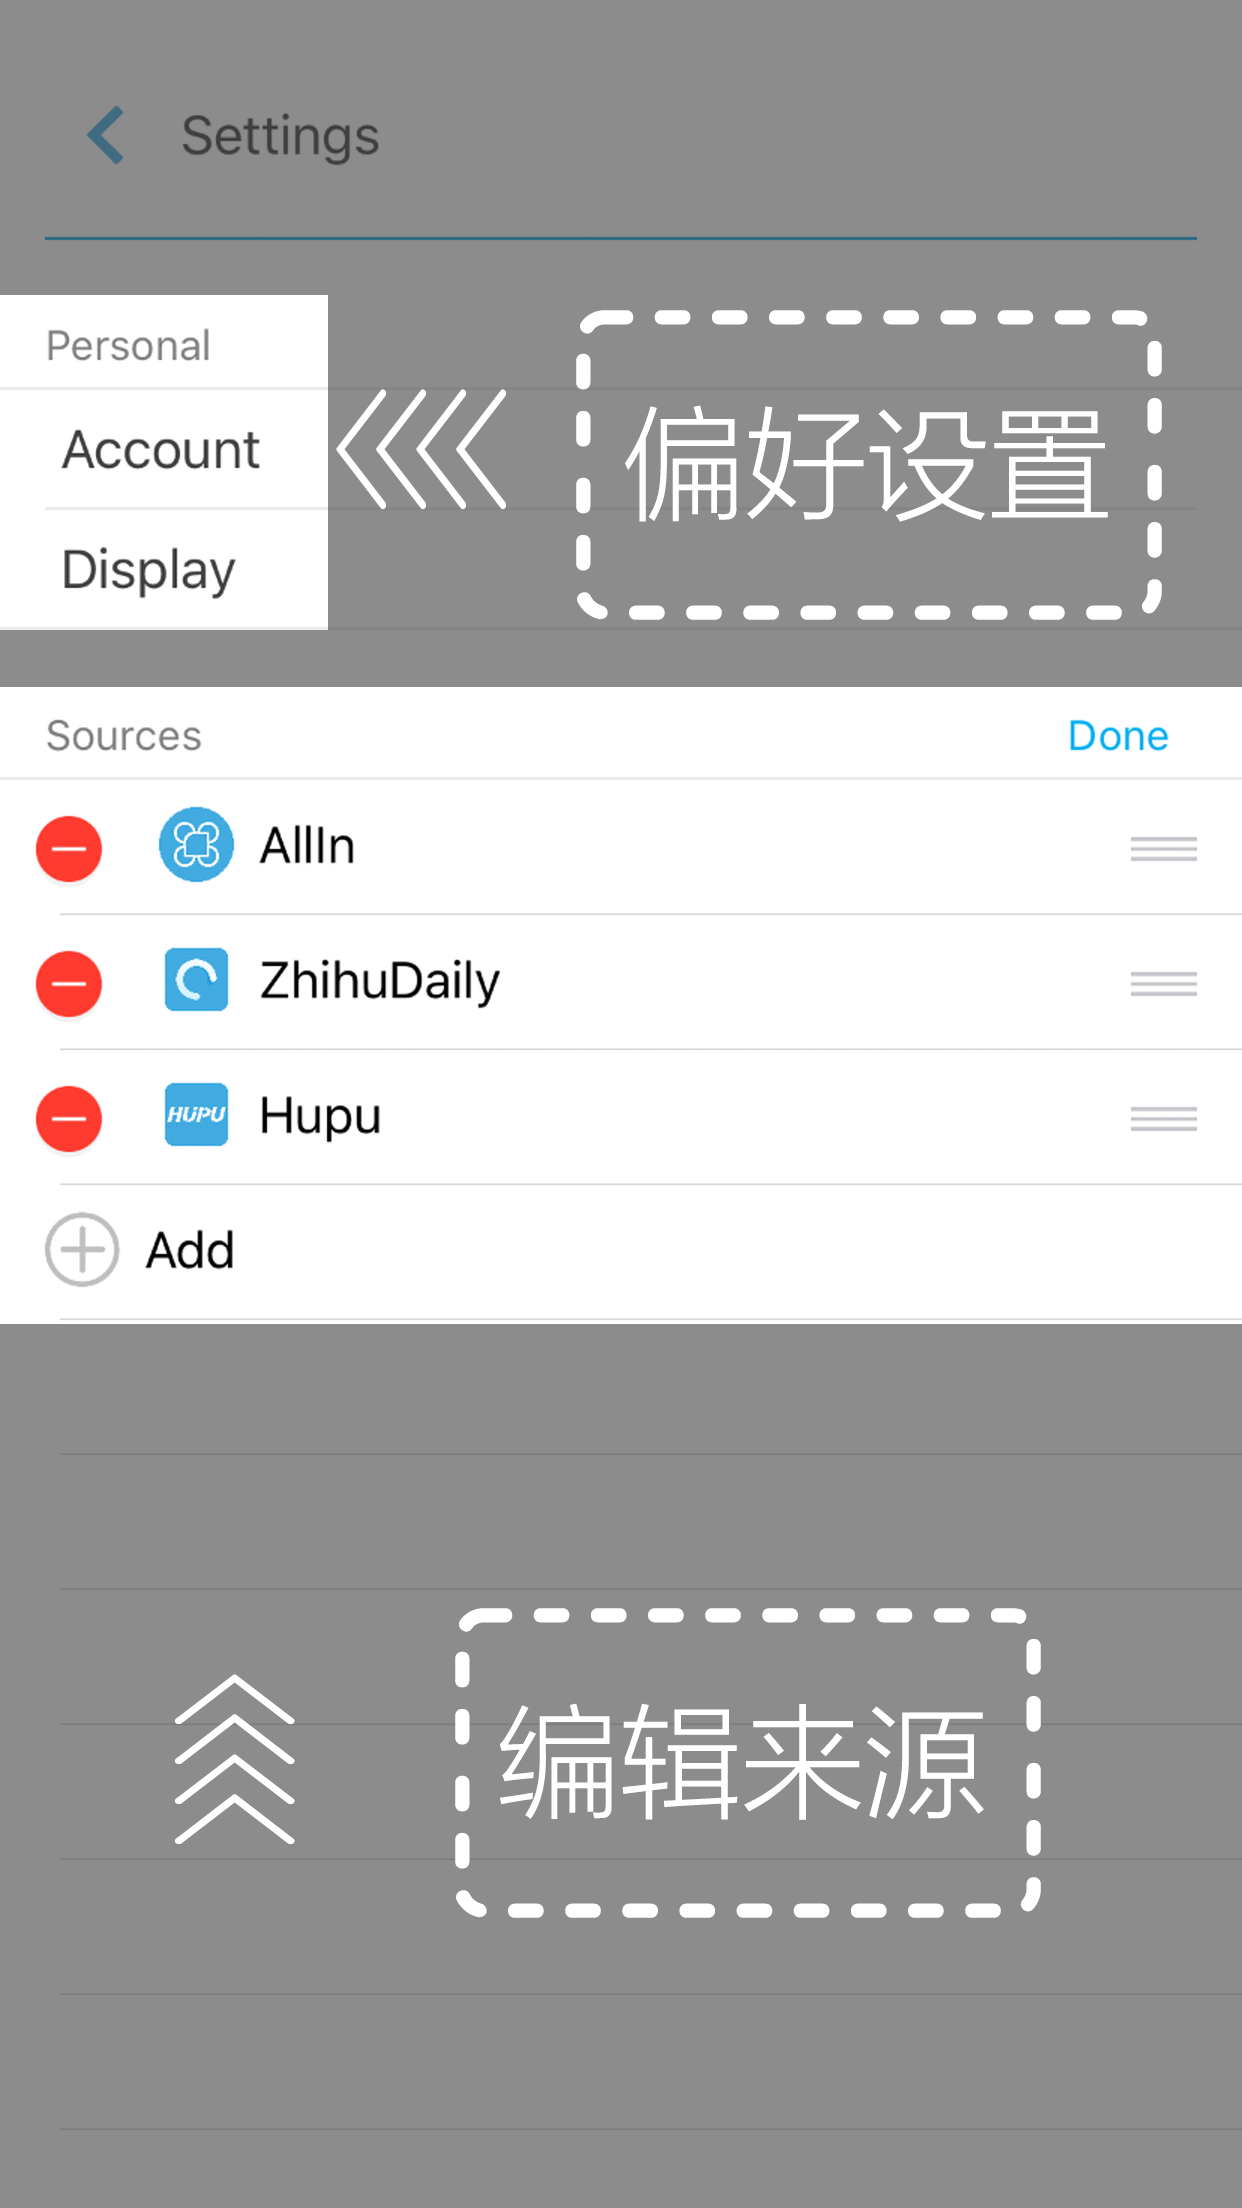 Settings
Personal
Account
偏好设置
Display
Sources
Done
AllIn
ZhihuDaily
HUPU
Hupu
Add
编辑来源